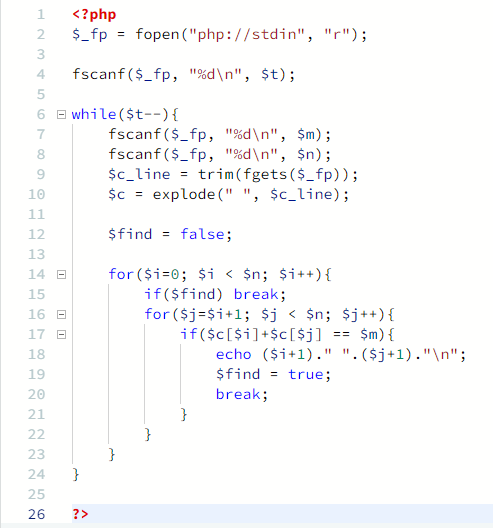 1 <?php
2 $_fp = fopen("php://stdin", "r");
3
4 fscanf($_fp, "%d\n", $t);
5
6 while($t--){
7     fscanf($_fp, "%d\n", $m);
8     fscanf($_fp, "%d\n", $n);
9     $c_line = trim(fgets($_fp));
10     $c = explode(" ", $c_line);
11
12     $find = false;
13
14     for($i=0; $i < $n; $i++){
15         if($find) break;
16         for($j=$i+1; $j < $n; $j++){
17             if($c[$i]+$c[$j] == $m){
18                 echo ($i+1)." ".($j+1)."\n";
19                 $find = true;
20                 break;
21             }
22         }
23     }
24 }
25
26 ?>